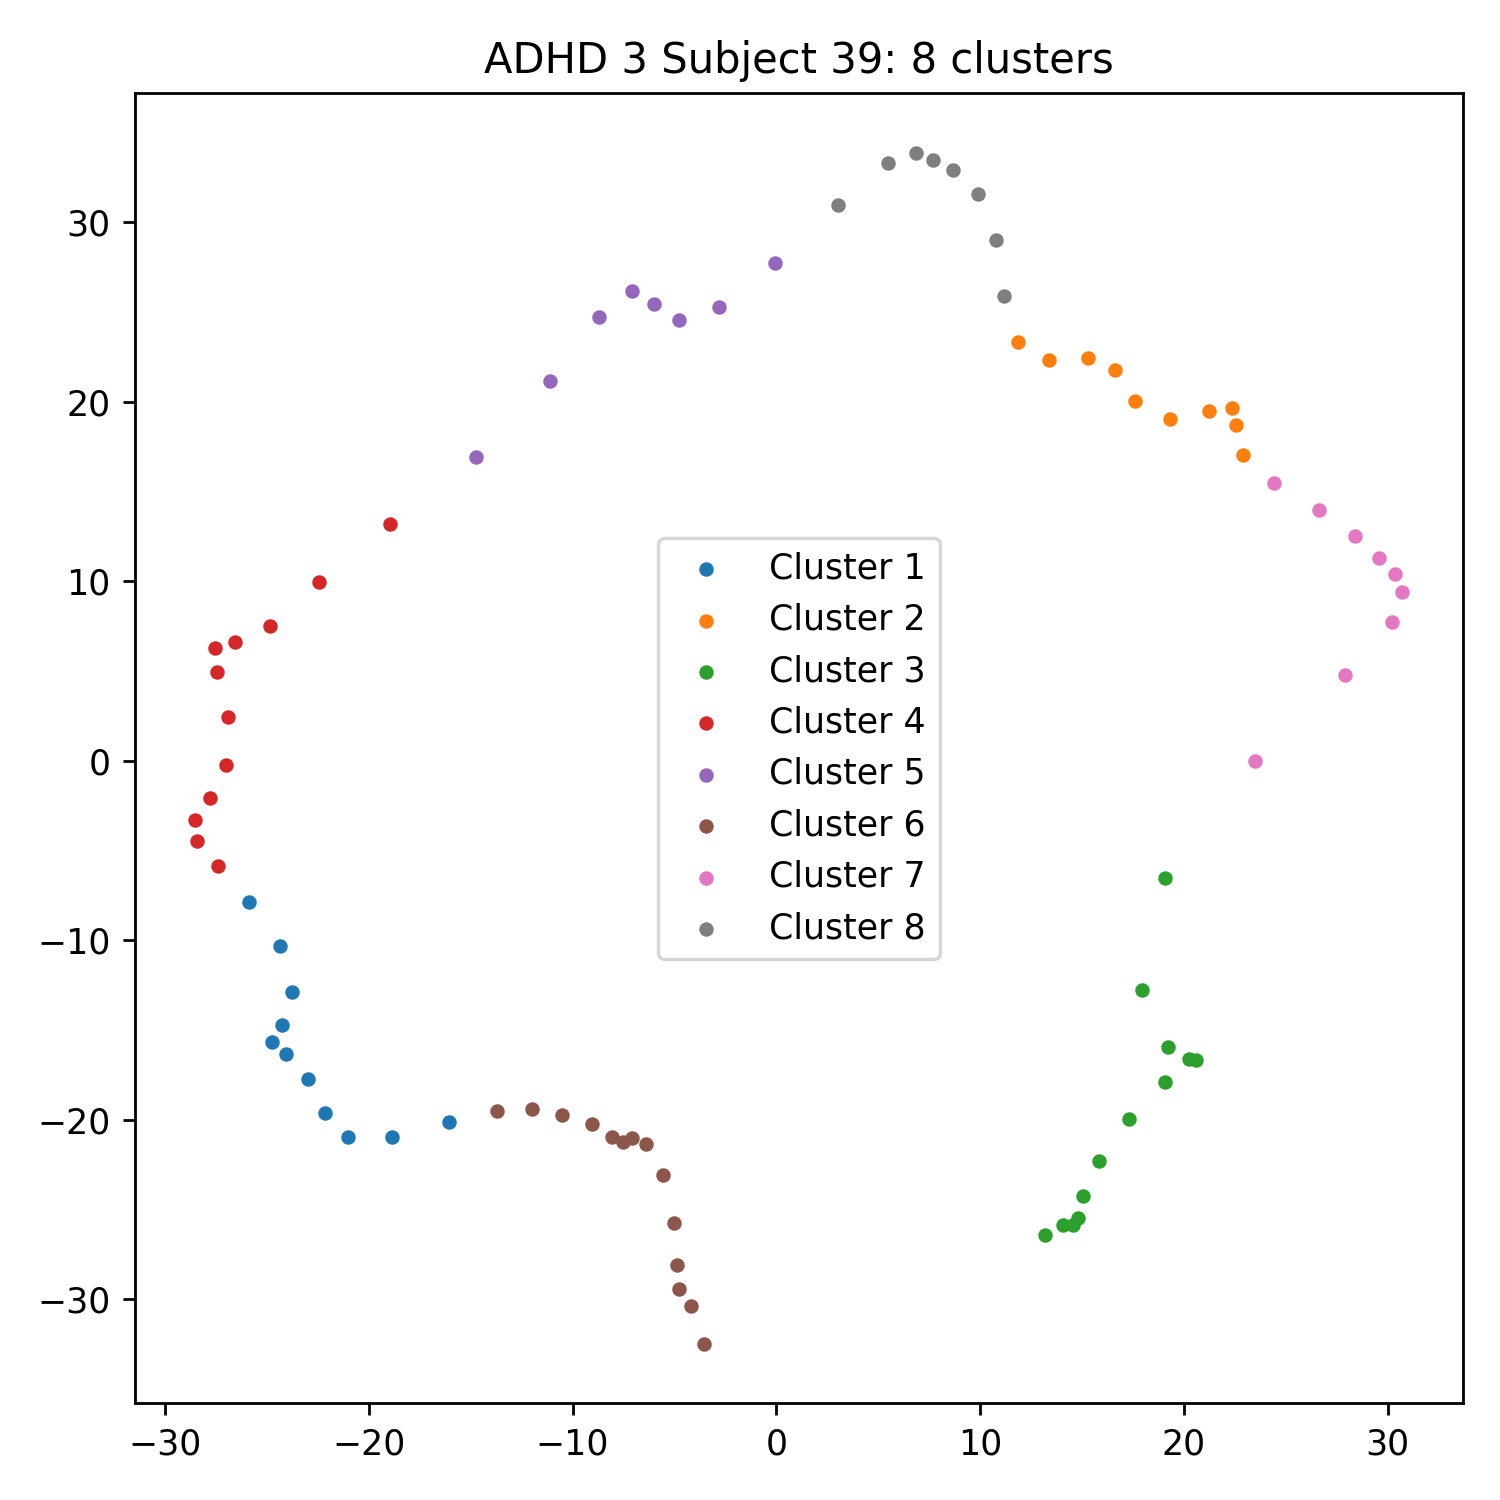 ADHD 3 Subject 39: 8 clusters
30
20
10
0
−10
−20
−30
Cluster 1
Cluster 2
Cluster 3
Cluster 4
Cluster 5
Cluster 6
Cluster 7
Cluster 8
−30 −20 −10 0 10 20 30